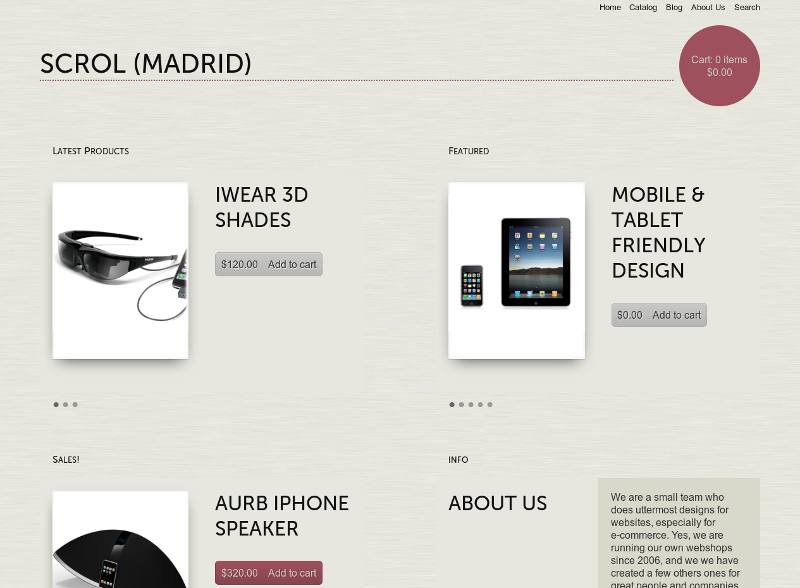 Home Catalog Blog About Us Search
SCROL (MADRID)
Cart: 0 items
$0.00
LATEST PRODUCTS
IWEAR 3D
SHADES
$120.00 Add to cart
FEATURED
MOBILE &
TABLET
FRIENDLY
DESIGN
$0.00 Add to cart
SALES!
AURB IPHONE
SPEAKER
$320.00 Add to cart
INFO
ABOUT US
We are a small team who
does uttermost designs for
websites, especially for
e-commerce. Yes, we are
running our own webshops
since 2006, and we we have
created a few others ones for
great people and companies